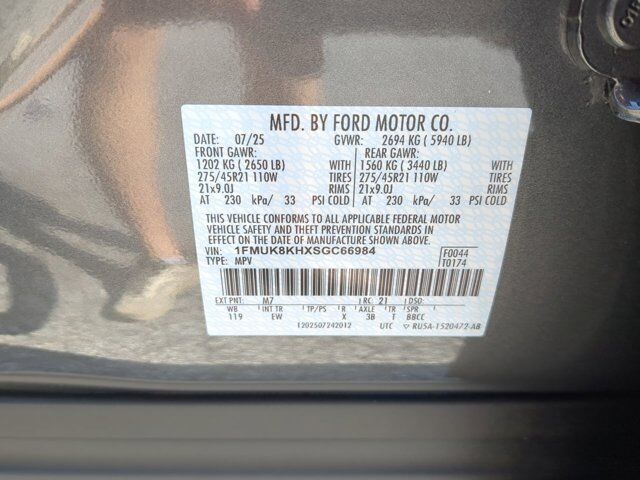 MFD. BY FORD MOTOR CO.
DATE: 07/25 GVWR: 2694 KG ( 5940 LB)
FRONT GAWR: REAR GAWR:
1202 KG ( 2650 LB) WITH 1560 KG ( 3440 LB) WITH
275/45R21 110W TIRES 275/45R21 110W TIRES
21x9.0J RIMS 21x9.0J RIMS
AT 230 kPa/ 33 PSI COLD AT 230 kPa/ 33 PSI COLD
THIS VEHICLE CONFORMS TO ALL APPLICABLE FEDERAL MOTOR
VEHICLE SAFETY AND BUMPER STANDARDS IN
EFFECT ON THE DATE OF MANUFACTURE SHOWN ABOVE.
VIN: 1FMUK8KHXSGC66984 F0044
TYPE: MPV T0174
EXT PNT: M7 RC: 21 DSO:
WB INT TR TP/PS R AXLE TR SPR
119 EW X 3B T BBCC
1202507242012 UTC RU5A-1520472-AB